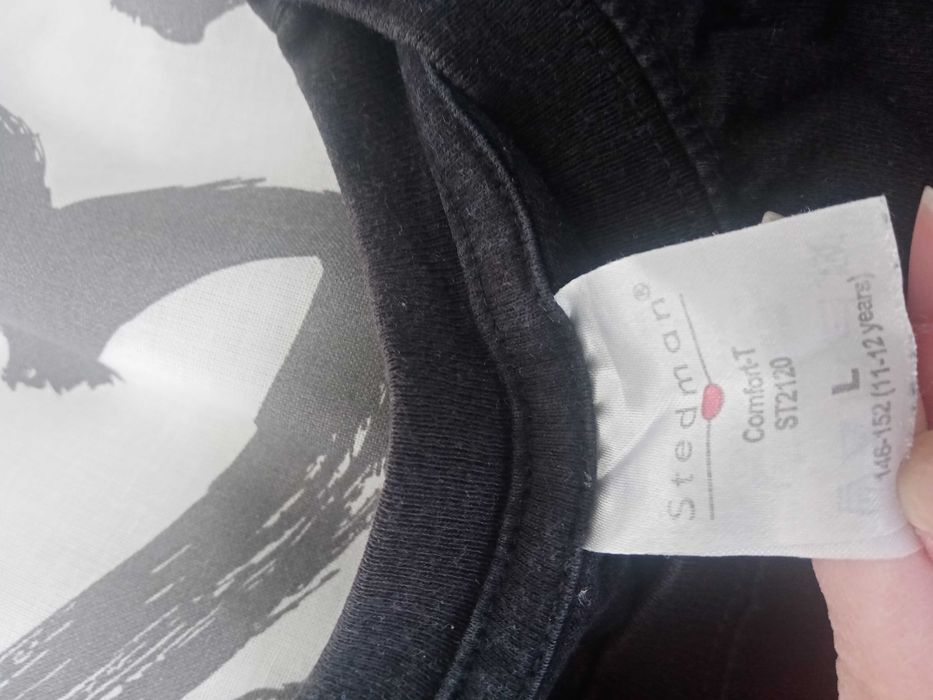 Stedman®
Comfort-T
ST2120
L
146-152 (11-12 years)